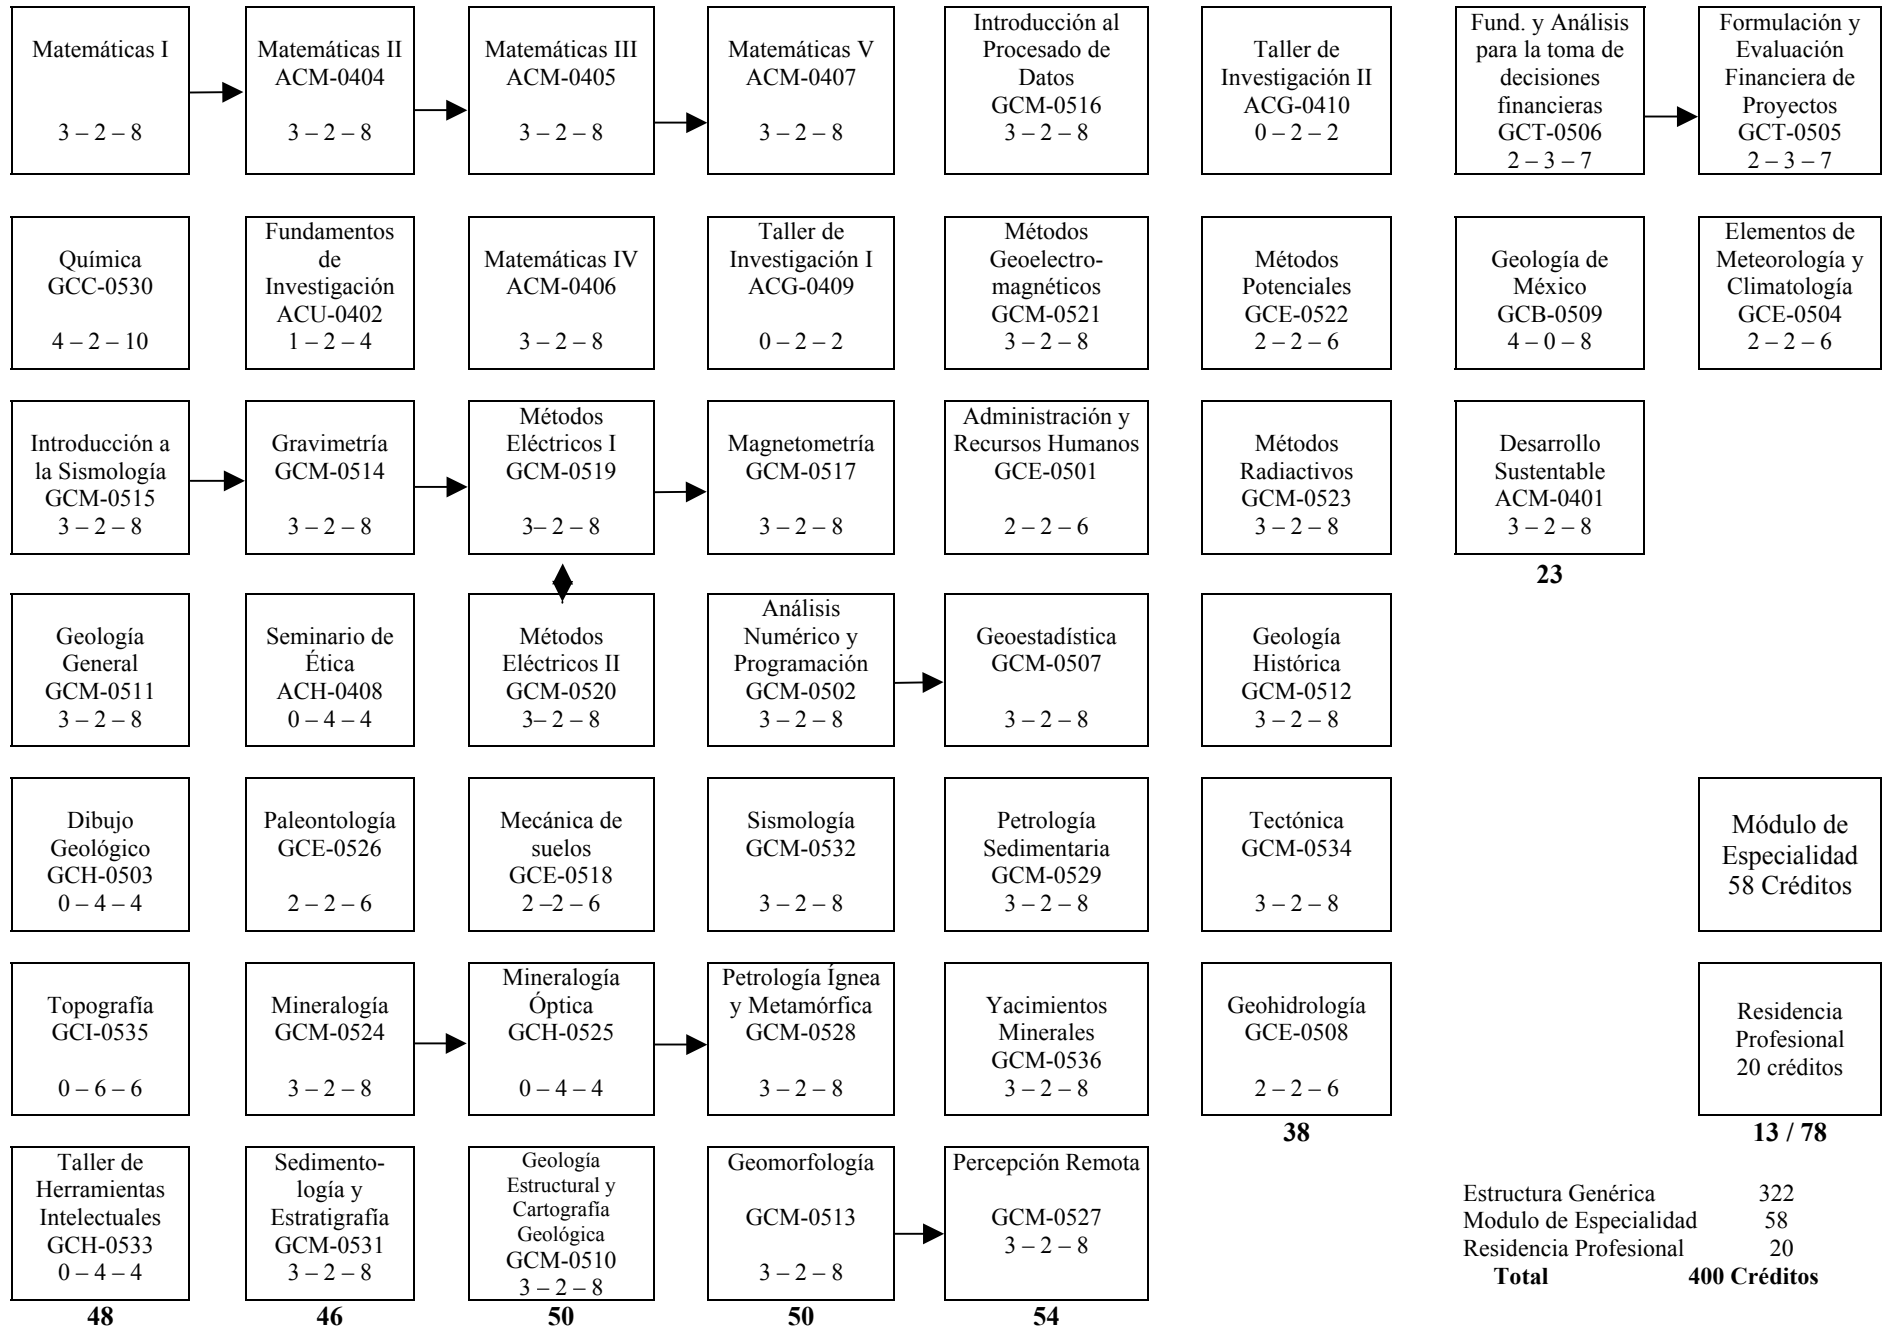 Matemáticas I
3 – 2 – 8
Matemáticas II
ACM-0404
3 – 2 – 8
Matemáticas III
ACM-0405
3 – 2 – 8
Matemáticas V
ACM-0407
3 – 2 – 8
Introducción al
Procesado de
Datos
GCM-0516
3 – 2 – 8
Taller de
Investigación II
ACG-0410
0 – 2 – 2
Fund. y Análisis
para la toma de
decisiones
financieras
GCT-0506
2 – 3 – 7
Formulación y
Evaluación
Financiera de
Proyectos
GCT-0505
2 – 3 – 7
Química
GCC-0530
4 – 2 – 10
Fundamentos
de
Investigación
ACU-0402
1 – 2 – 4
Matemáticas IV
ACM-0406
3 – 2 – 8
Taller de
Investigación I
ACG-0409
0 – 2 – 2
Métodos
Geoelectro-
magnéticos
GCM-0521
3 – 2 – 8
Métodos
Potenciales
GCE-0522
2 – 2 – 6
Geología de
México
GCB-0509
4 – 0 – 8
Elementos de
Meteorología y
Climatología
GCE-0504
2 – 2 – 6
Introducción a
la Sismología
GCM-0515
3 – 2 – 8
Gravimetría
GCM-0514
3 – 2 – 8
Métodos
Eléctricos I
GCM-0519
3– 2 – 8
Magnetometría
GCM-0517
3 – 2 – 8
Administración y
Recursos Humanos
GCE-0501
2 – 2 – 6
Métodos
Radiactivos
GCM-0523
3 – 2 – 8
Desarrollo
Sustentable
ACM-0401
3 – 2 – 8
23
Geología
General
GCM-0511
3 – 2 – 8
Seminario de
Ética
ACH-0408
0 – 4 – 4
Métodos
Eléctricos II
GCM-0520
3– 2 – 8
Análisis
Numérico y
Programación
GCM-0502
3 – 2 – 8
Geoestadística
GCM-0507
3 – 2 – 8
Geología
Histórica
GCM-0512
3 – 2 – 8
Dibujo
Geológico
GCH-0503
0 – 4 – 4
Paleontología
GCE-0526
2 – 2 – 6
Mecánica de
suelos
GCE-0518
2 –2 – 6
Sismología
GCM-0532
3 – 2 – 8
Petrología
Sedimentaria
GCM-0529
3 – 2 – 8
Tectónica
GCM-0534
3 – 2 – 8
Módulo de
Especialidad
58 Créditos
Topografía
GCI-0535
0 – 6 – 6
Mineralogía
GCM-0524
3 – 2 – 8
Mineralogía
Óptica
GCH-0525
0 – 4 – 4
Petrología Ígnea
y Metamórfica
GCM-0528
3 – 2 – 8
Yacimientos
Minerales
GCM-0536
3 – 2 – 8
Geohidrología
GCE-0508
2 – 2 – 6
38
Residencia
Profesional
20 créditos
13 / 78
Taller de
Herramientas
Intelectuales
GCH-0533
0 – 4 – 4
48
Sedimento-
logía y
Estratigrafía
GCM-0531
3 – 2 – 8
46
Geología
Estructural y
Cartografía
Geológica
GCM-0510
3 – 2 – 8
50
Geomorfología
GCM-0513
3 – 2 – 8
50
Percepción Remota
GCM-0527
3 – 2 – 8
54
Estructura Genérica 322
Modulo de Especialidad 58
Residencia Profesional 20
Total 400 Créditos